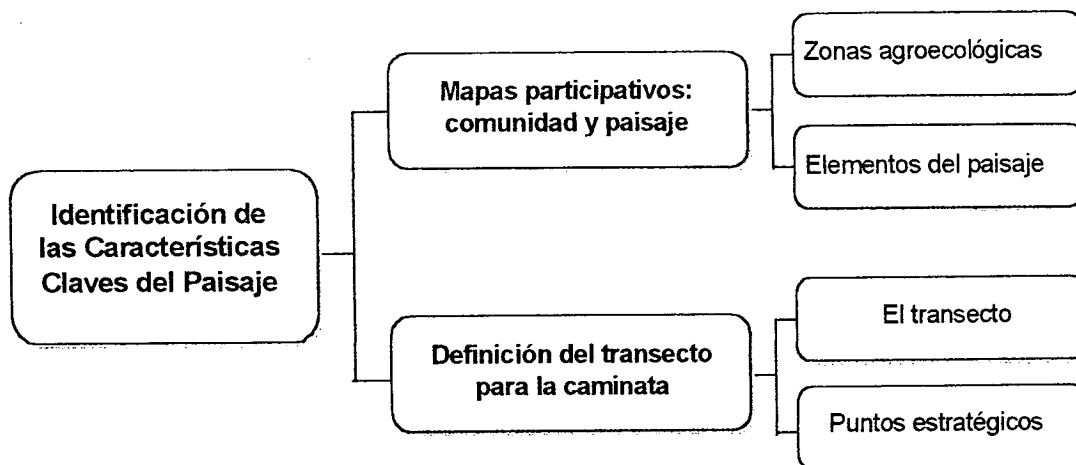 Identificación de
las Características
Claves del Paisaje
Mapas participativos:
comunidad y paisaje
Zonas agroecológicas
Elementos del paisaje
Definición del transecto
para la caminata
El transecto
Puntos estratégicos